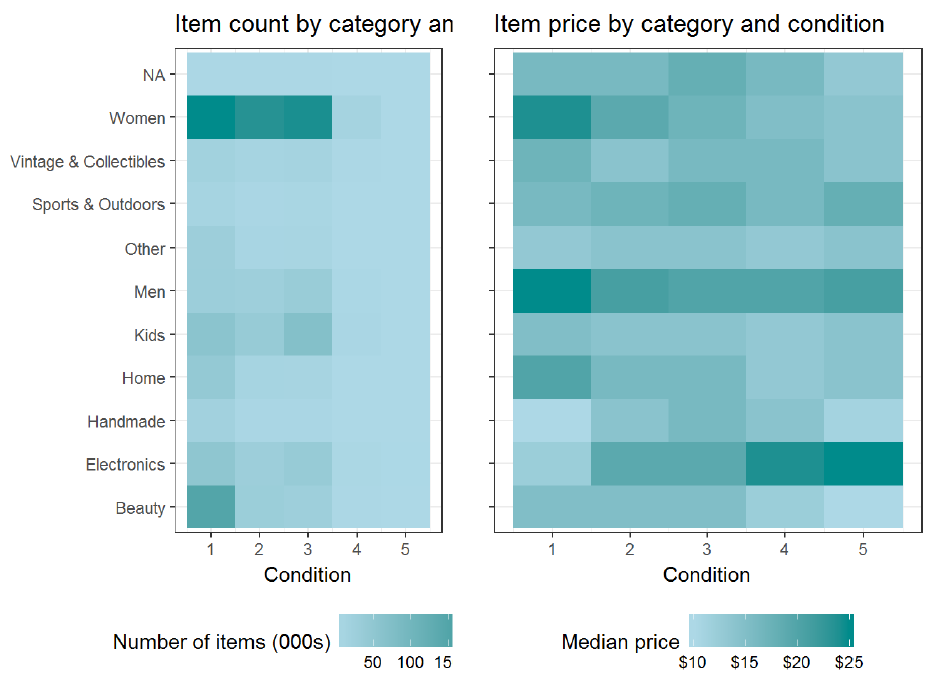 Item count by category an
Item price by category and condition
NA
Women
Vintage & Collectibles
Sports & Outdoors
Other
Men
Kids
Home
Handmade
Electronics
Beauty
1 2 3 4 5
Condition
1 2 3 4 5
Condition
Number of items (000s)
50 100 15
Median price
$10 $15 $20 $25